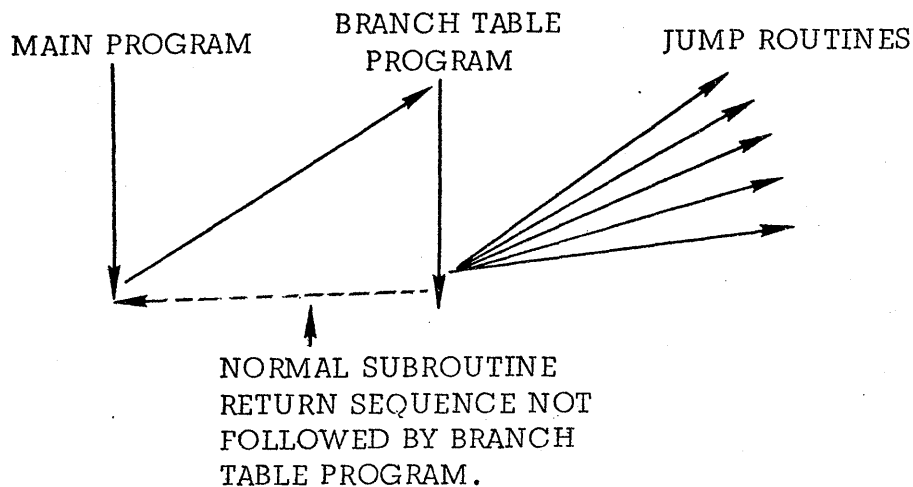 MAIN PROGRAM
BRANCH TABLE
PROGRAM
JUMP ROUTINES
NORMAL SUBROUTINE
RETURN SEQUENCE NOT
FOLLOWED BY BRANCH
TABLE PROGRAM.